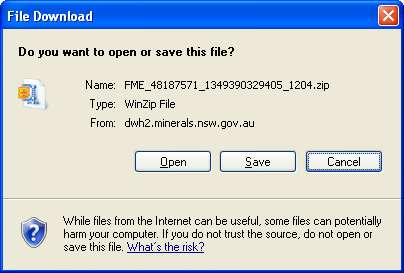 File Download
Do you want to open or save this file?
Name: FME_48187571_1349390329405_1204.zip
Type: WinZip File
From: dwh2.minerals.nsw.gov.au
Open Save Cancel
While files from the Internet can be useful, some files can potentially
harm your computer. If you do not trust the source, do not open or
save this file. What's the risk?